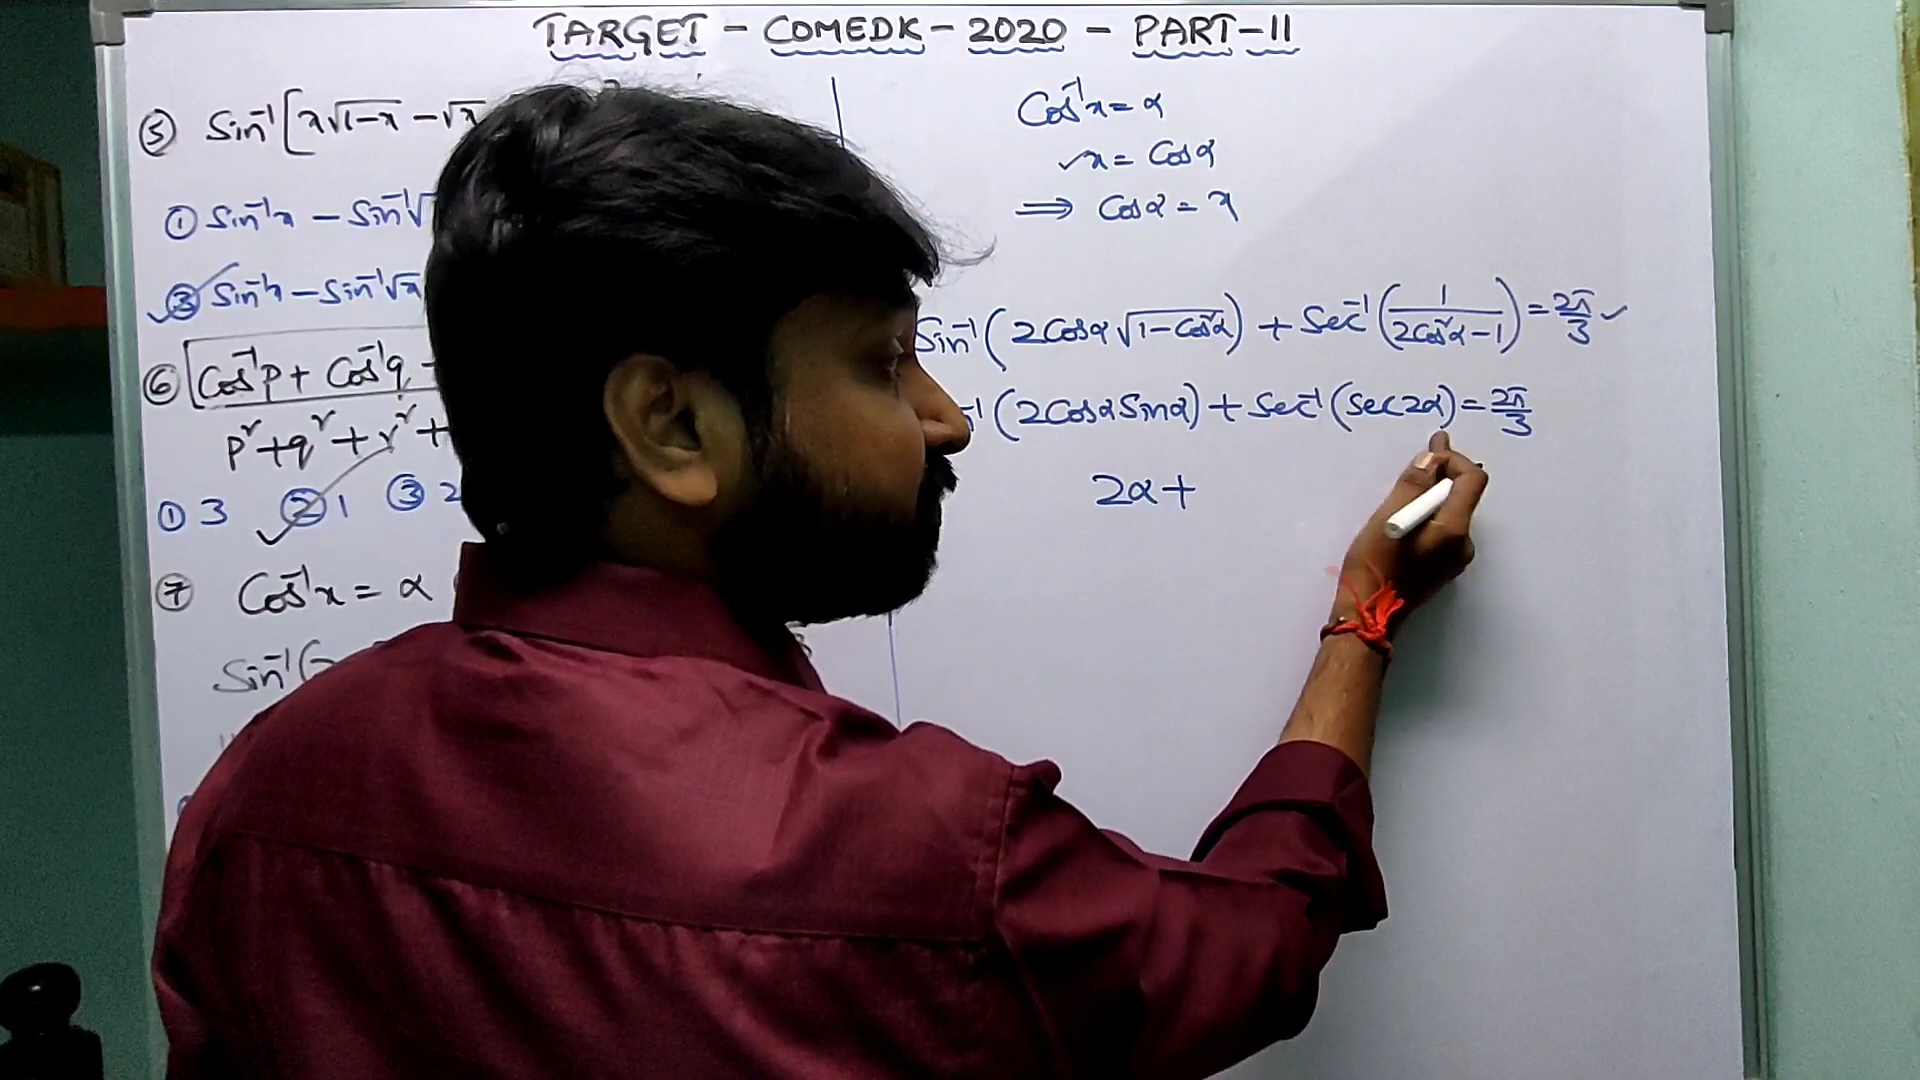 TARGET - COMEDK - 2020 - PART-II
⑤ Sin⁻¹[x√1-x - √x
① Sin⁻¹x - Sin⁻¹√
③ Sin⁻¹x - Sin⁻¹√x
⑥ Cos⁻¹p + Cos⁻¹q
p² + q² + r² +
① 3 ② 1 ③ 2
⑦ Cos⁻¹x = α
Sin⁻¹(
Cos⁻¹x = α
✓x = Cosα
⇒ Cosα = x
Sin⁻¹(2Cosα√1-Cos²α) + Sec⁻¹(1/2Cos²α-1) = 2π/3 ✓
⁻¹(2CosαSinα) + Sec⁻¹(Sec2α) = 2π/3
2α +